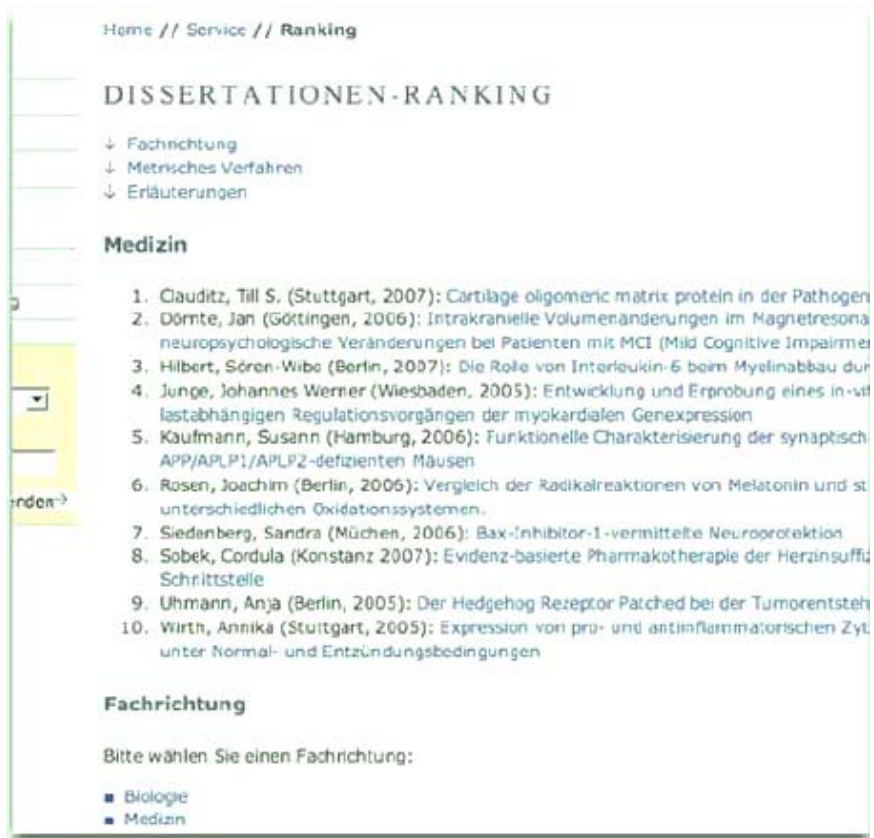 Home // Service // Ranking
DISSERTATIONEN-RANKING
↓ Fachrichtung
↓ Metrisches Verfahren
↓ Erläuterungen
Medizin
1. Clauditz, Till S. (Stuttgart, 2007): Cartilage oligomeric matrix protein in der Pathogen
2. Dörnte, Jan (Göttingen, 2006): Intrakranielle Volumenänderungen im Magnetresona
neuropsychologische Veränderungen bei Patienten mit MCI (Mild Cognitive Impairmen
3. Hilbert, Sören-Wibo (Berlin, 2007): Die Rolle von Interleukin-6 beim Myelinabbau dur
4. Junge, Johannes Werner (Wiesbaden, 2005): Entwicklung und Erprobung eines in-vit
lastabhängigen Regulationsvorgängen der myokardialen Genexpression
5. Kaufmann, Susann (Hamburg, 2006): Funktionelle Charakterisierung der synaptisch
APP/APLP1/APLP2-defizienten Mäusen
6. Rosen, Joachim (Berlin, 2006): Vergleich der Radikalreaktionen von Melatonin und st
unterschiedlichen Oxidationssystemen.
7. Siedenberg, Sandra (Müchen, 2006): Bax-Inhibitor-1-vermittelte Neuroprotektion
8. Sobek, Cordula (Konstanz 2007): Evidenz-basierte Pharmakotherapie der Herzinsuffiz
Schnittstelle
9. Uhmann, Anja (Berlin, 2005): Der Hedgehog Rezeptor Patched bei der Tumorentsteh
10. Wirth, Annika (Stuttgart, 2005): Expression von pro- und antiinflammatorischen Zyt
unter Normal- und Entzündungsbedingungen
enden→
Fachrichtung
Bitte wählen Sie einen Fachrichtung:
Biologie
Medizin